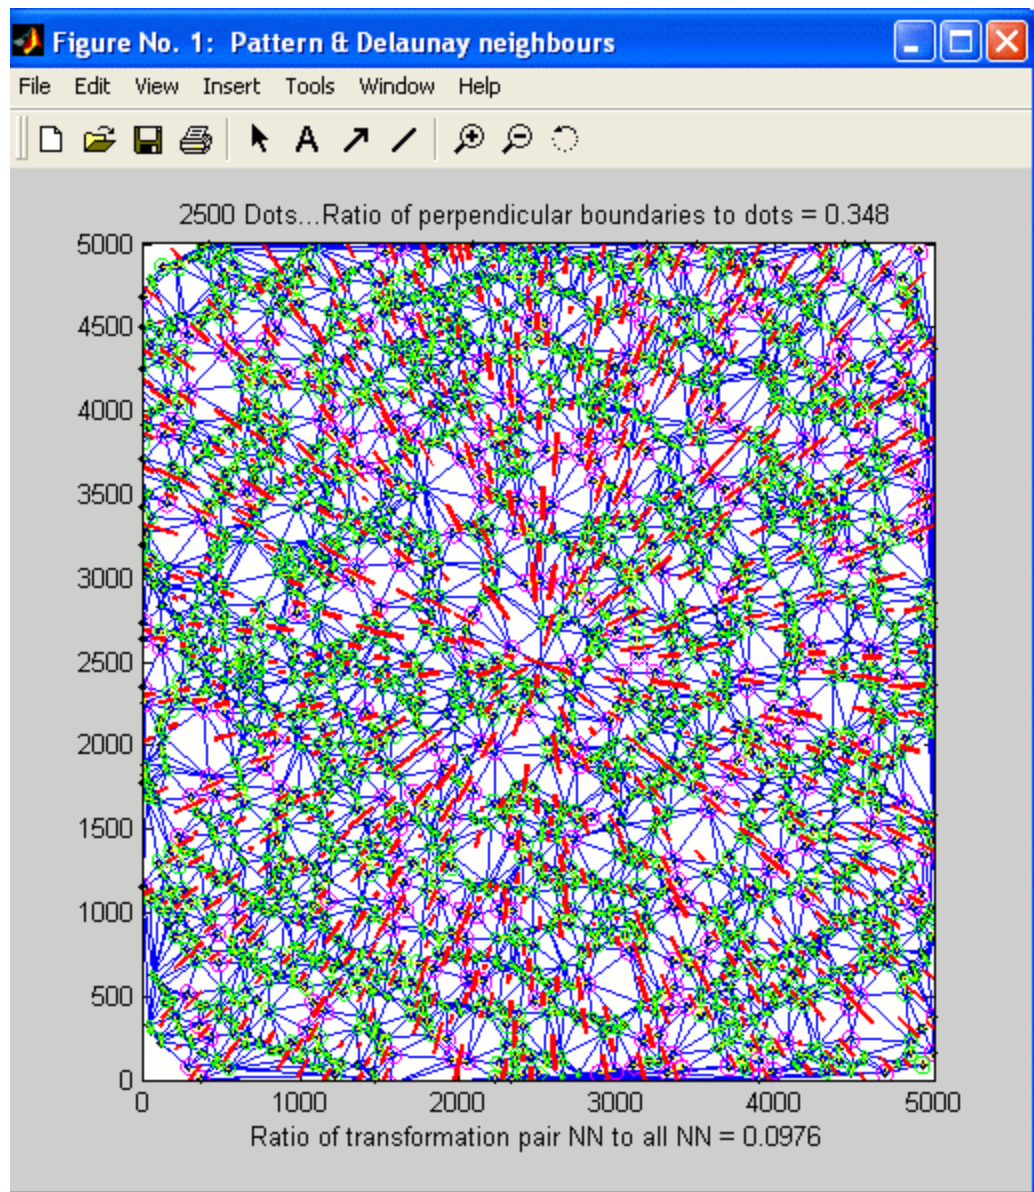 Figure No. 1: Pattern & Delaunay neighbours
File Edit View Insert Tools Window Help
A
2500 Dots...Ratio of perpendicular boundaries to dots = 0.348
5000
4500
4000
3500
3000
2500
2000
1500
1000
500
0
0 1000 2000 3000 4000 5000
Ratio of transformation pair NN to all NN = 0.0976